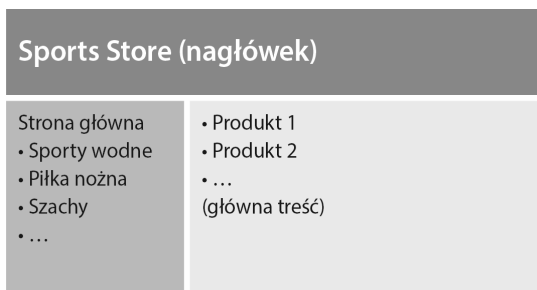 Sports Store (nagłówek)
Strona główna
• Sporty wodne
• Piłka nożna
• Szachy
• …
• Produkt 1
• Produkt 2
• …
(główna treść)